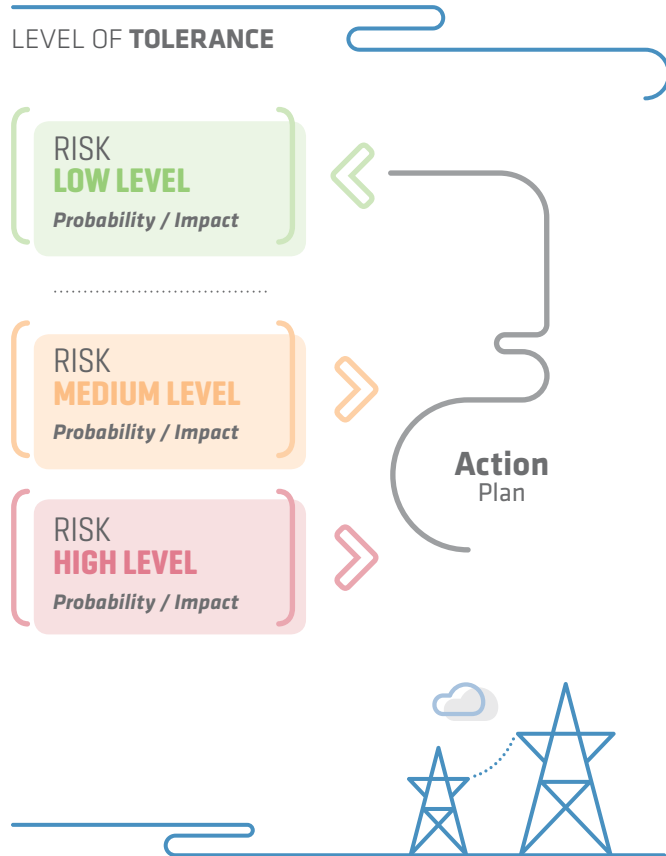 LEVEL OF TOLERANCE
RISK
LOW LEVEL
Probability / Impact
RISK
MEDIUM LEVEL
Probability / Impact
RISK
HIGH LEVEL
Probability / Impact
Action
Plan